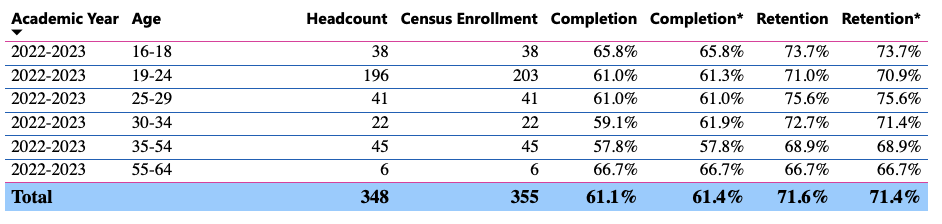 Academic Year Age Headcount Census Enrollment Completion Completion* Retention Retention*
2022-2023 16-18 38 38 65.8% 65.8% 73.7% 73.7%
2022-2023 19-24 196 203 61.0% 61.3% 71.0% 70.9%
2022-2023 25-29 41 41 61.0% 61.0% 75.6% 75.6%
2022-2023 30-34 22 22 59.1% 61.9% 72.7% 71.4%
2022-2023 35-54 45 45 57.8% 57.8% 68.9% 68.9%
2022-2023 55-64 6 6 66.7% 66.7% 66.7% 66.7%
Total 348 355 61.1% 61.4% 71.6% 71.4%